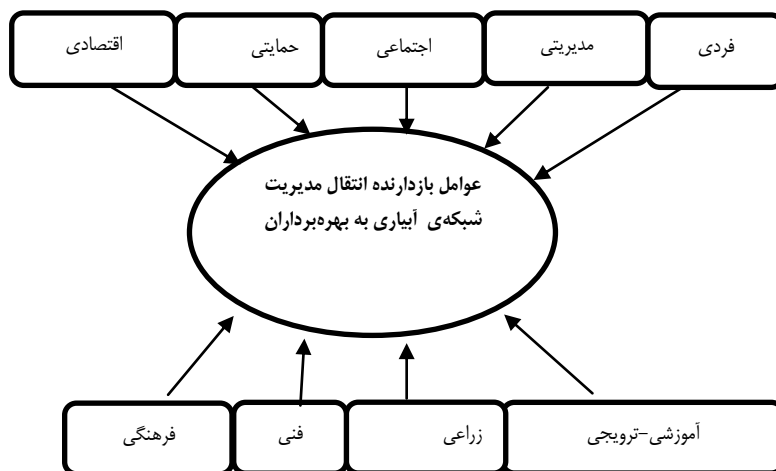 فردی
مدیریتی
اجتماعی
حمایتی
اقتصادی
عوامل بازدارنده انتقال مدیریت
شبکه‌ی آبیاری به بهره‌برداران
آموزشی-ترویجی
زراعی
فنی
فرهنگی